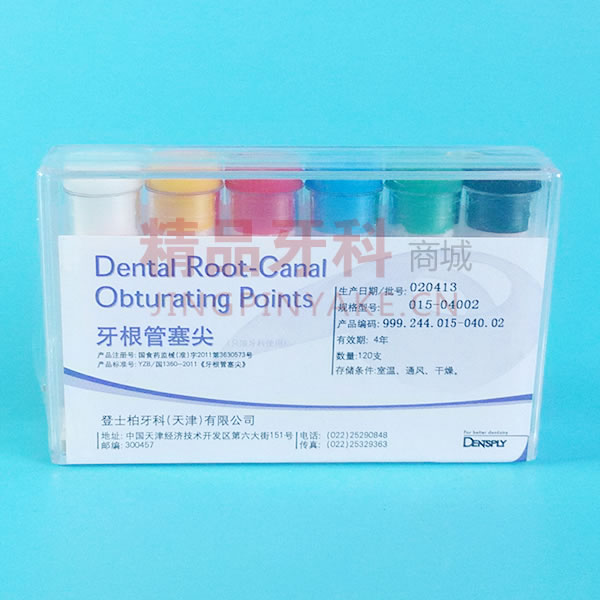 精品牙科商城
JINGPINYAKE.CN
Dental Root-Canal
Obturating Points
牙根管塞尖
产品注册号: 国食药监械(准)字2011第3630573号
产品标准号: YZB/国1360-2011《牙根管塞尖》
生产日期/批号: 020413
规格型号: 015-04002
产品编码: 999.244.015-040.02
有效期: 4年
数量:120支
存储条件:室温、通风、干燥。
登士柏牙科(天津)有限公司
地址: 中国天津经济技术开发区第六大街151号
邮编: 300457
电话: (022)25290848
传真: (022)25329363
For better dentistry
DENTSPLY